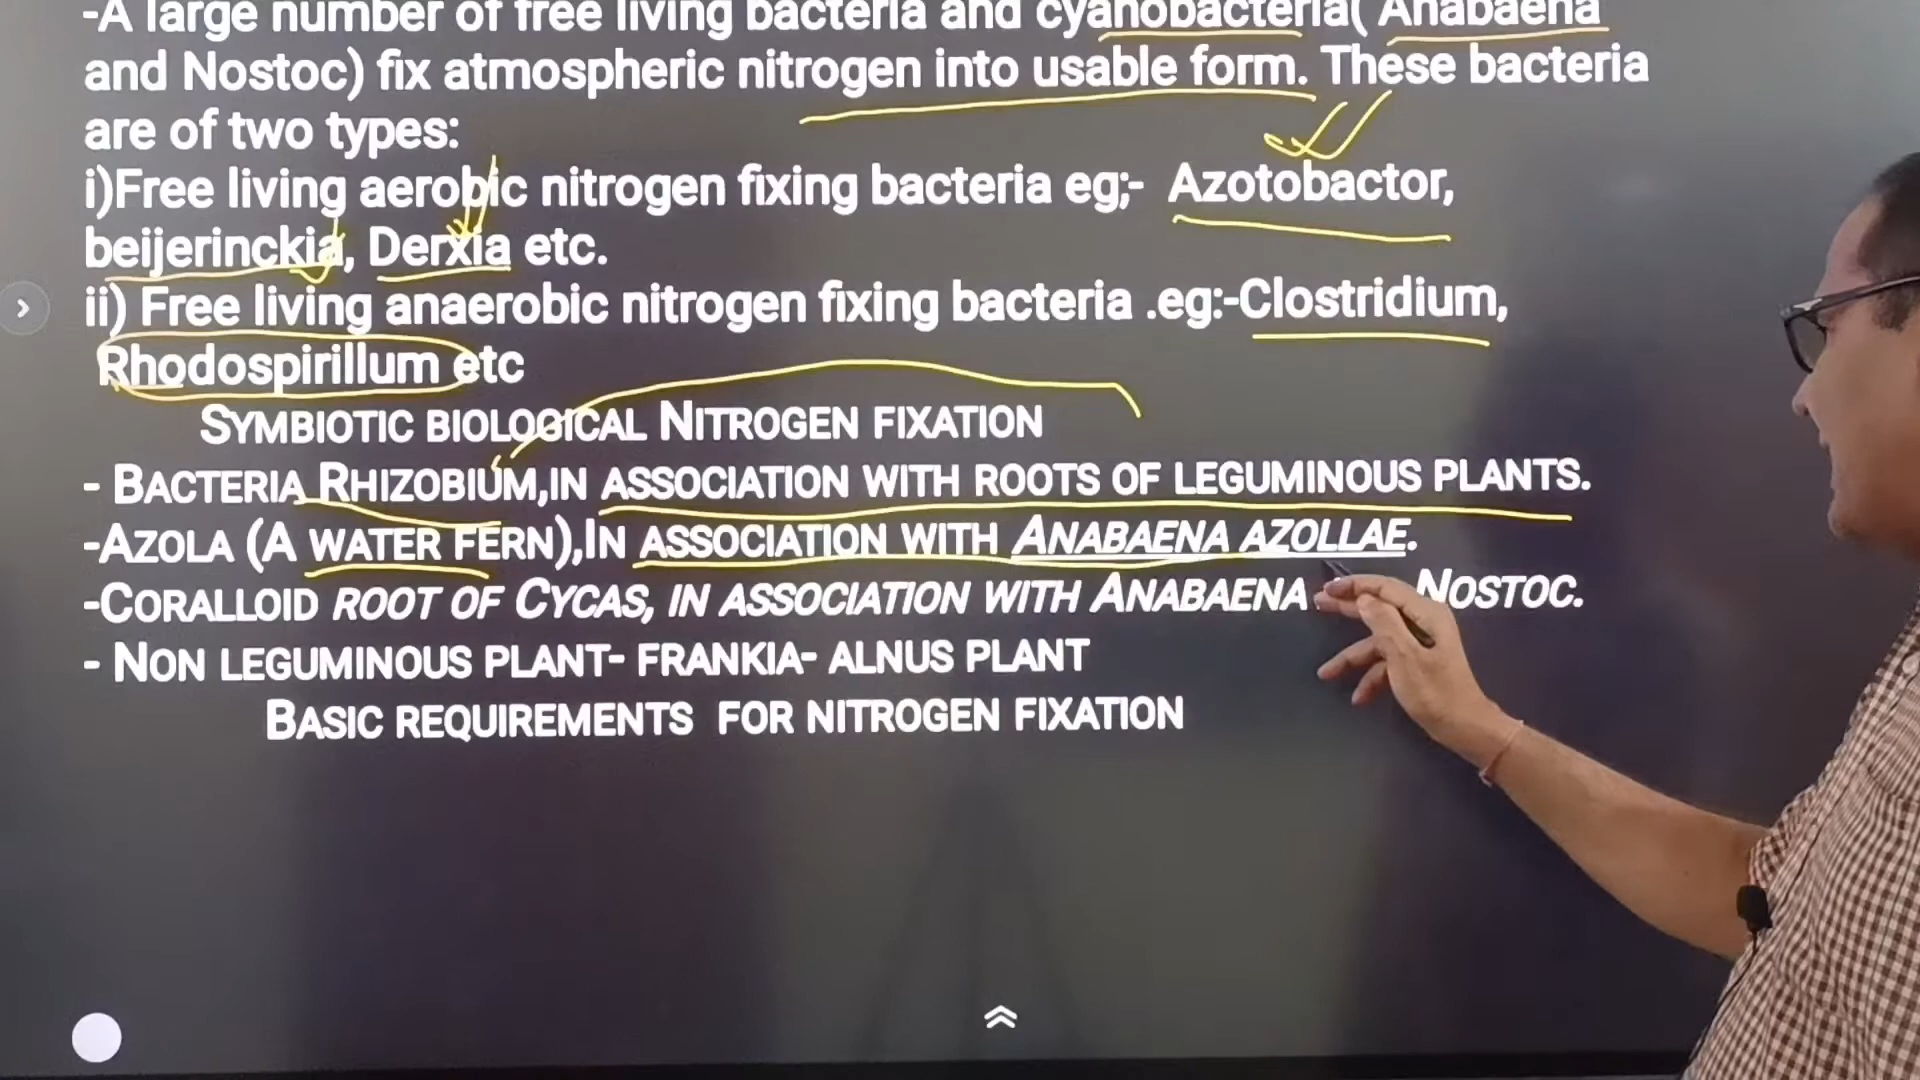 -A large number of free living bacteria and cyanobacteria( Anabaena
and Nostoc) fix atmospheric nitrogen into usable form. These bacteria
are of two types:
i)Free living aerobic nitrogen fixing bacteria eg;- Azotobactor,
beijerinckia, Derxia etc.
ii) Free living anaerobic nitrogen fixing bacteria .eg:-Clostridium,
Rhodospirillum etc
SYMBIOTIC BIOLOGICAL NITROGEN FIXATION
- BACTERIA RHIZOBIUM,IN ASSOCIATION WITH ROOTS OF LEGUMINOUS PLANTS.
-AZOLA (A WATER FERN),IN ASSOCIATION WITH ANABAENA AZOLLAE.
-CORALLOID ROOT OF CYCAS, IN ASSOCIATION WITH ANABAENA NOSTOC.
- NON LEGUMINOUS PLANT- FRANKIA- ALNUS PLANT
BASIC REQUIREMENTS FOR NITROGEN FIXATION